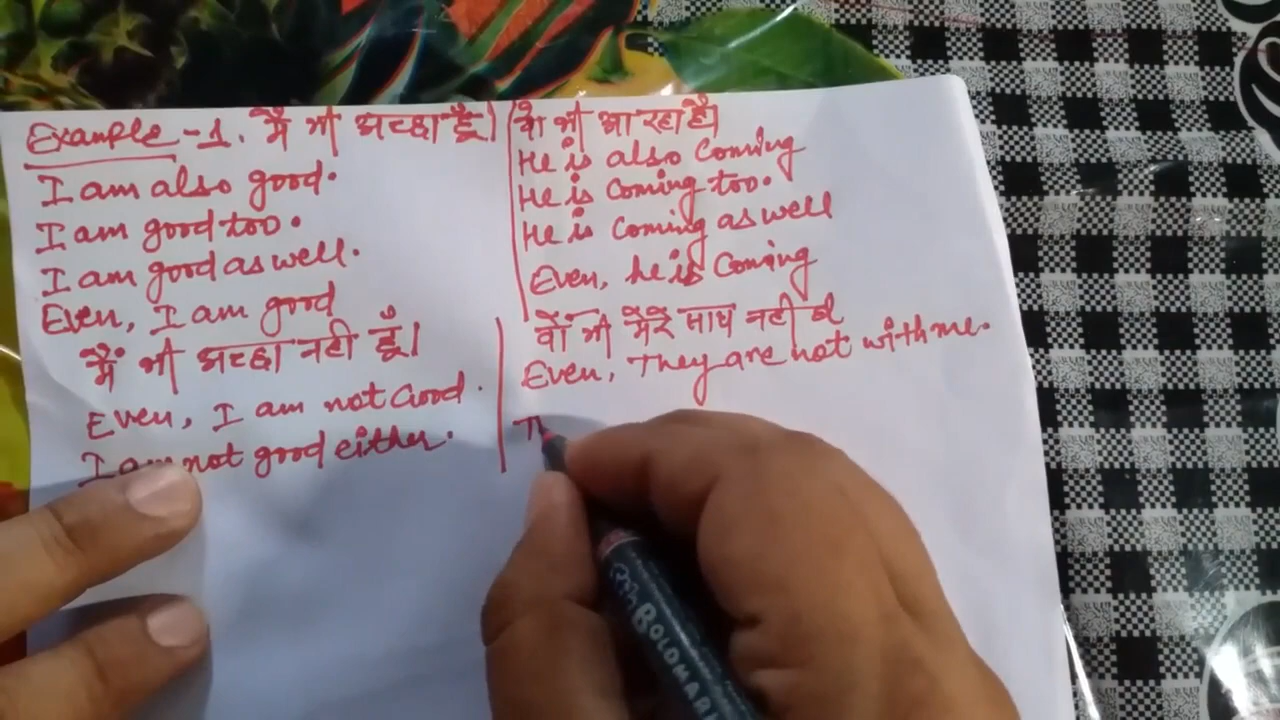 Example-1. मैं भी अच्छा हूँ।
I am also good.
I am good too.
I am good as well.
Even, I am good
मैं भी अच्छा नही हूँ।
Even, I am not Good.
I am not good either.
वो भी आ रहा है।
He is also Coming
He is Coming too.
He is Coming as well
Even, he is Coming
वो भी मेरे साथ नही है
Even, They are not with me.
Th
BOLDMARK